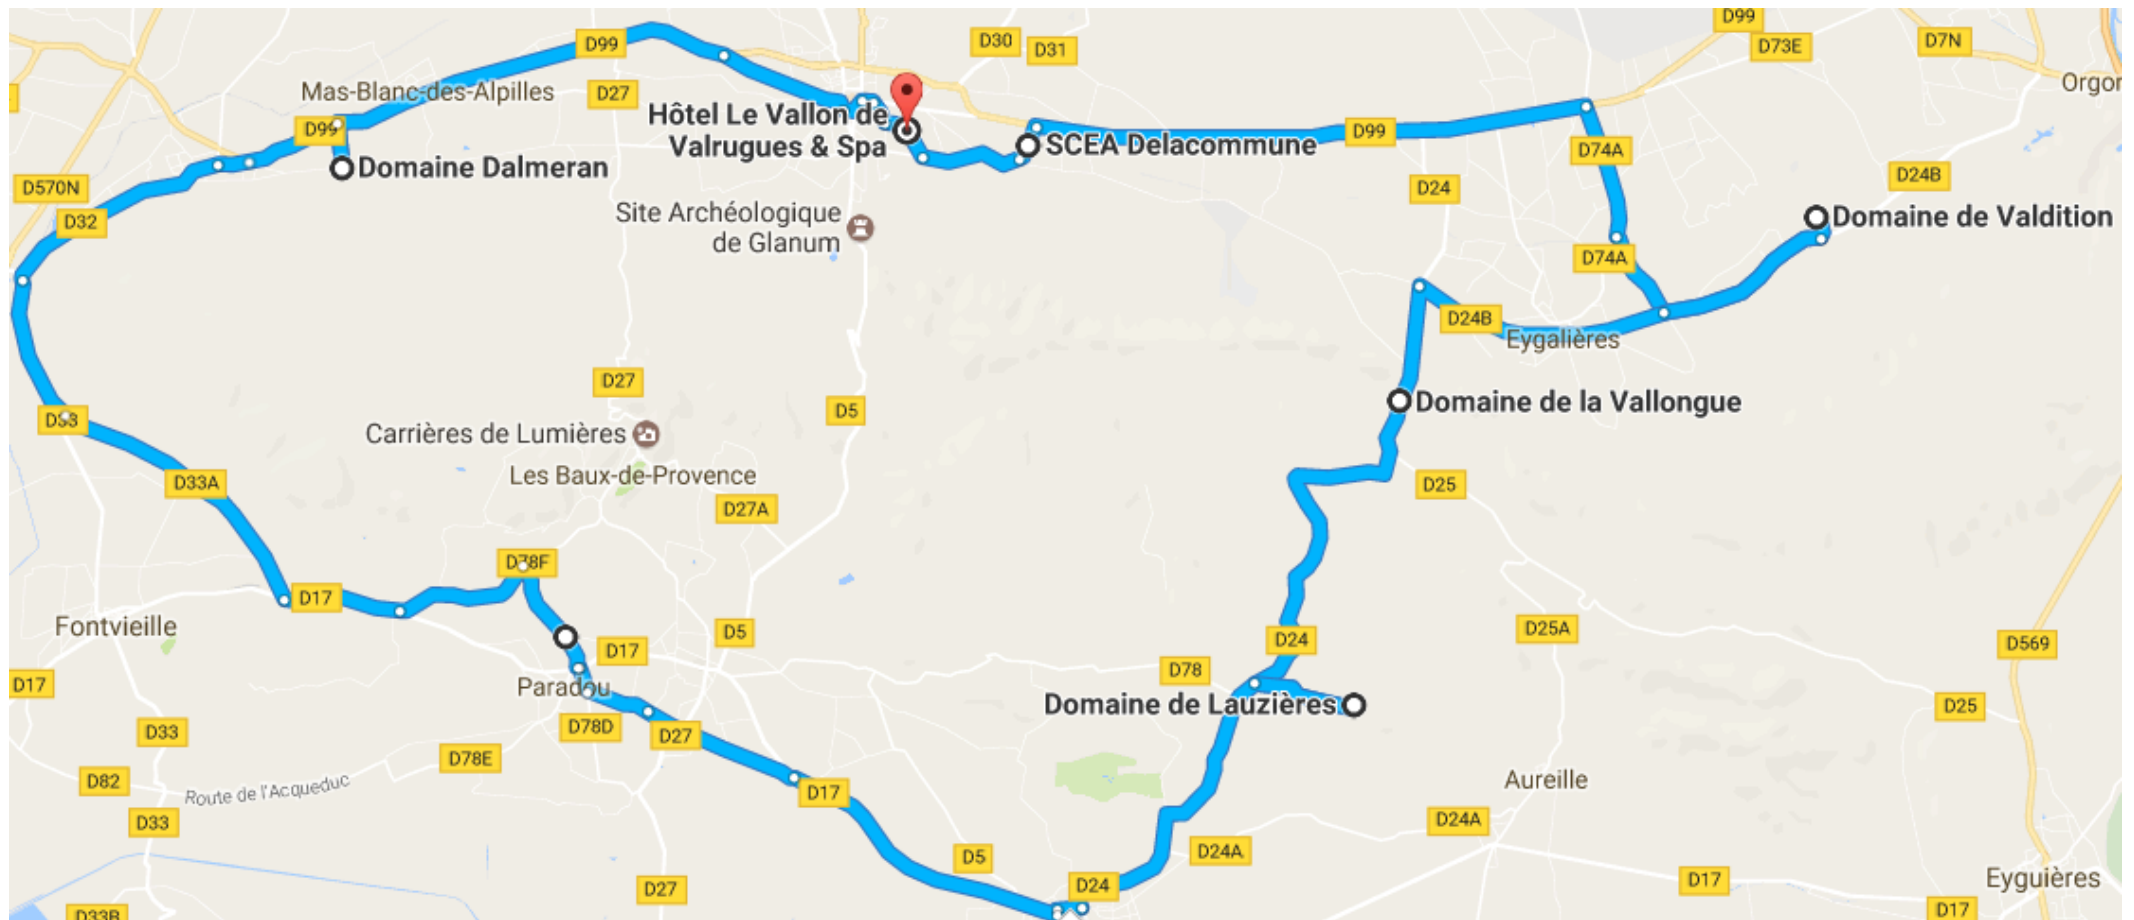 D99
D30
D31
D99
D73E
D7N
Orgon
Mas-Blanc-des-Alpilles
D27
Hôtel Le Vallon de
Valrugues & Spa
D99
Domaine Dalmeran
SCEA Delacommune
D99
D74A
D24B
D570N
D24
D32
Site Archéologique
de Glanum
Domaine de Valdition
D74A
D24B
Eygalières
D27
D5
Domaine de la Vallongue
D33
Carrières de Lumières
Les Baux-de-Provence
D33A
D25
D27A
D78F
D17
Fontvieille
D5
D25A
D24
D569
D17
D17
D78
Paradou
Domaine de Lauzières
D25
D33
D78D
D27
D78E
D82
Route de l'Acqueduc
D17
Aureille
D33
D24A
D24A
D5
D24
D27
D17
Eyguières
D33B
D17